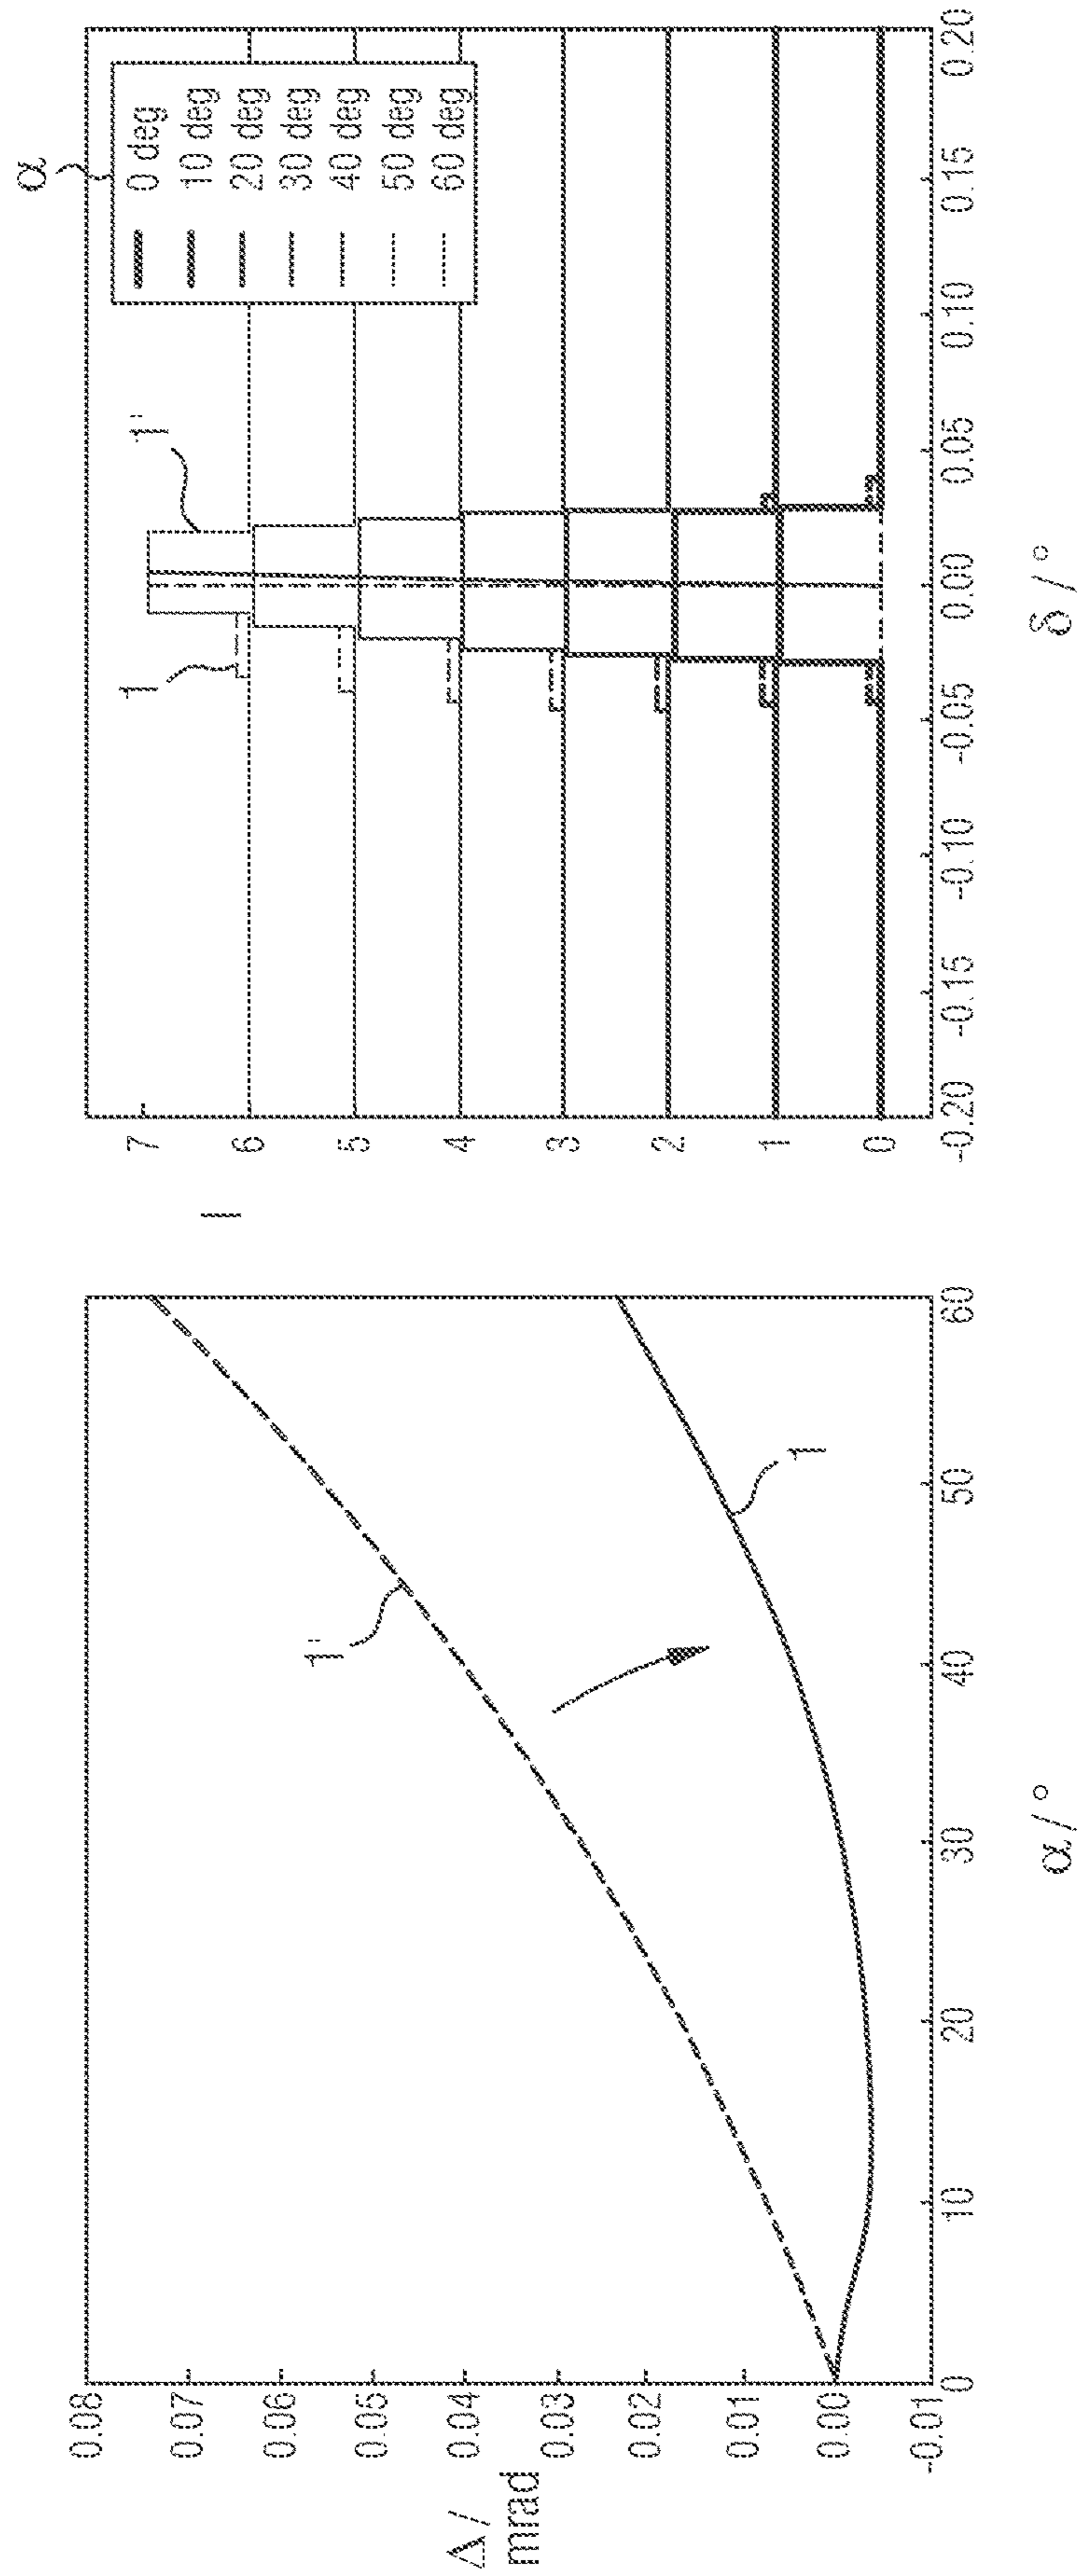 0.08
0.07
0.06
0.05
0.04
0.03
0.02
0.01
0.00
-0.01
Δ /
mrad
0
10
20
30
40
50
60
α / °
1"
1
7
6
5
4
3
2
1
0
I
-0.20
-0.15
-0.10
-0.05
0.00
0.05
0.10
0.15
0.20
δ / °
1
1"
α
0 deg
10 deg
20 deg
30 deg
40 deg
50 deg
60 deg